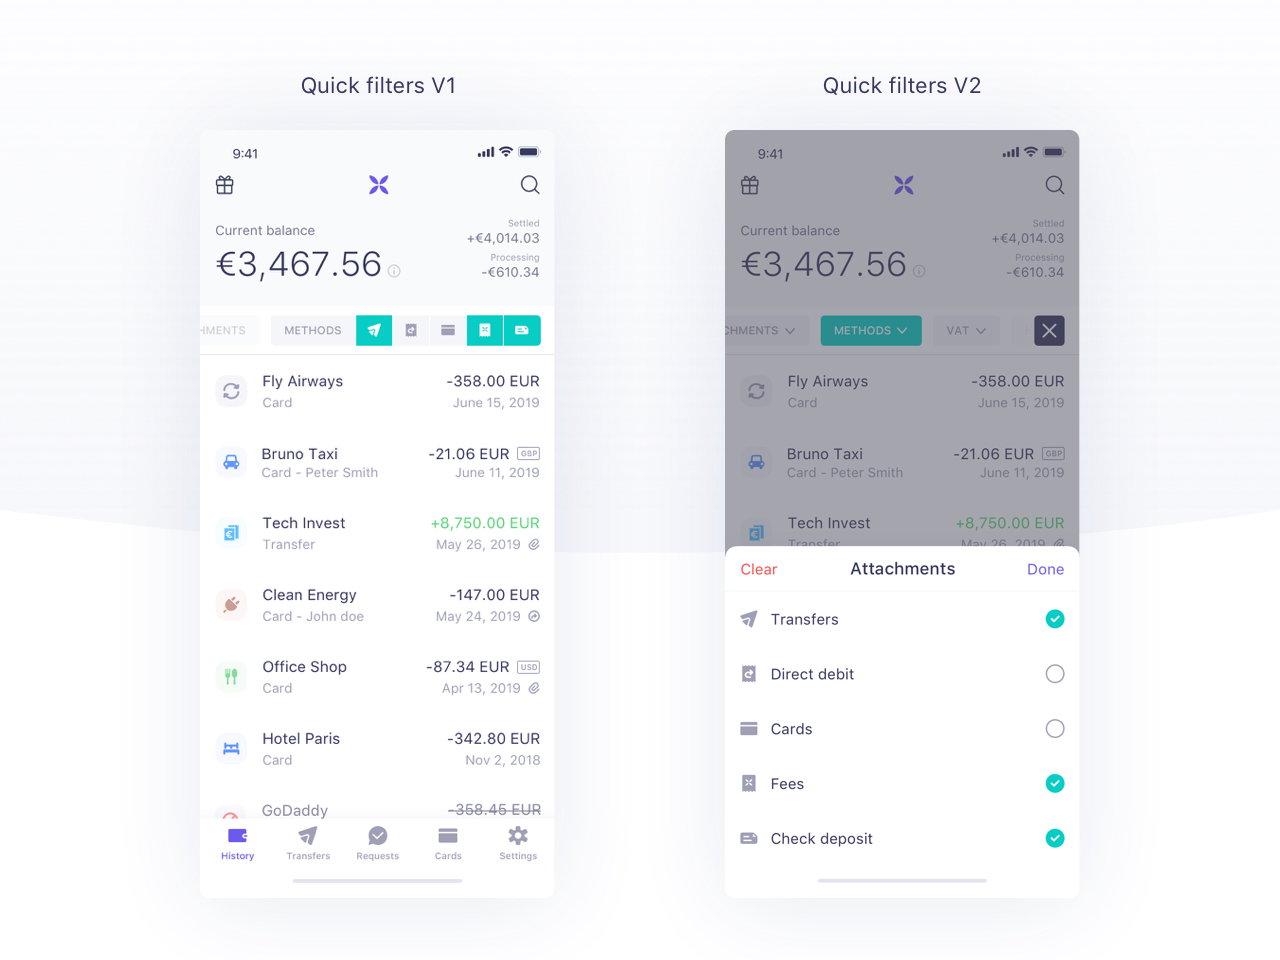 Quick filters V1
9:41
Current balance
€3,467.56
Settled
+€4,014.03
Processing
-€610.34
HMENTS METHODS
Fly Airways -358.00 EUR
Card June 15, 2019
Bruno Taxi -21.06 EUR GBP
Card - Peter Smith June 11, 2019
Tech Invest +8,750.00 EUR
Transfer May 26, 2019
Clean Energy -147.00 EUR
Card - John doe May 24, 2019
Office Shop -87.34 EUR USD
Card Apr 13, 2019
Hotel Paris -342.80 EUR
Card Nov 2, 2018
GoDaddy -358.45 EUR
History Transfers Requests Cards Settings
Quick filters V2
9:41
Current balance
€3,467.56
Settled
+€4,014.03
Processing
-€610.34
CHMENTS METHODS VAT
Fly Airways -358.00 EUR
Card June 15, 2019
Bruno Taxi -21.06 EUR GBP
Card - Peter Smith June 11, 2019
Tech Invest +8,750.00 EUR
Transfer May 26, 2019
Clear Attachments Done
Transfers
Direct debit
Cards
Fees
Check deposit